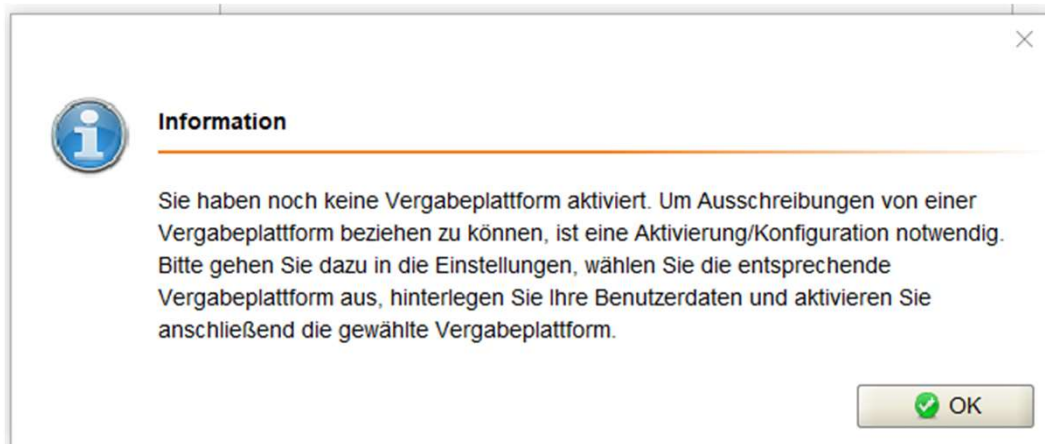 Information
Sie haben noch keine Vergabeplattform aktiviert. Um Ausschreibungen von einer
Vergabeplattform beziehen zu können, ist eine Aktivierung/Konfiguration notwendig.
Bitte gehen Sie dazu in die Einstellungen, wählen Sie die entsprechende
Vergabeplattform aus, hinterlegen Sie Ihre Benutzerdaten und aktivieren Sie
anschließend die gewählte Vergabeplattform.
OK